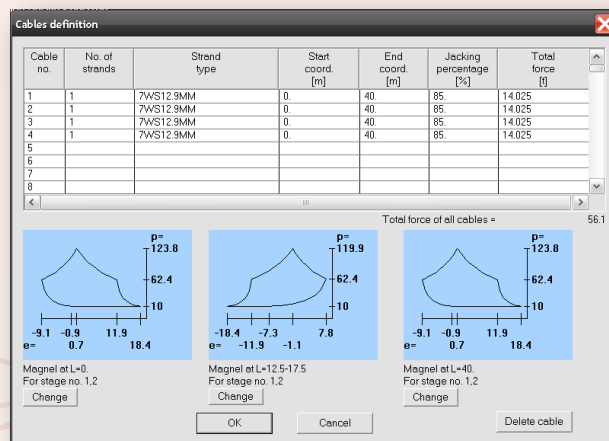 Cables definition
Cable no. No. of strands Strand type Start coord. [m] End coord. [m] Jacking percentage [%] Total force [t]
1 1 7WS12.9MM 0. 40. 85. 14.025
2 1 7WS12.9MM 0. 40. 85. 14.025
3 1 7WS12.9MM 0. 40. 85. 14.025
4 1 7WS12.9MM 0. 40. 85. 14.025
5
6
7
8
Total force of all cables = 56.1
p= p= p=
123.8 119.9 123.8
62.4 62.4 62.4
10 10 10
-9.1 -0.9 11.9 -18.4 -7.3 7.8 -9.1 -0.9 11.9
e= 0.7 18.4 e= -11.9 -1.1 e= 0.7 18.4
Magnel at L=0. Magnel at L=12.5-17.5 Magnel at L=40.
For stage no. 1,2 For stage no. 1,2 For stage no. 1,2
Change Change Change
OK Cancel Delete cable